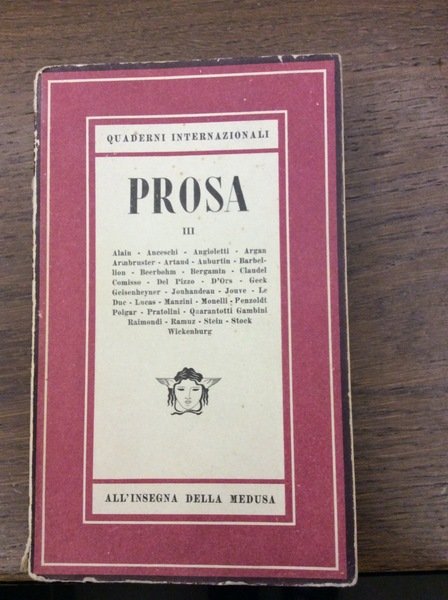 QUADERNI INTERNAZIONALI
PROSA
III
Alain - Anceschi - Angioletti - Argan
Armbruster - Artaud - Auburtin - Barbel-
lion - Beerbohm - Bergamin - Claudel
Comisso - Del Pizzo - D'Ors - Geck
Geisenheyner - Jouhandeau - Jouve - Le
Duc - Lucas - Manzini - Monelli - Penzoldt
Polgar - Pratolini - Quarantotti Gambini
Raimondi - Ramuz - Stein - Stock
Wickenburg
ALL'INSEGNA DELLA MEDUSA